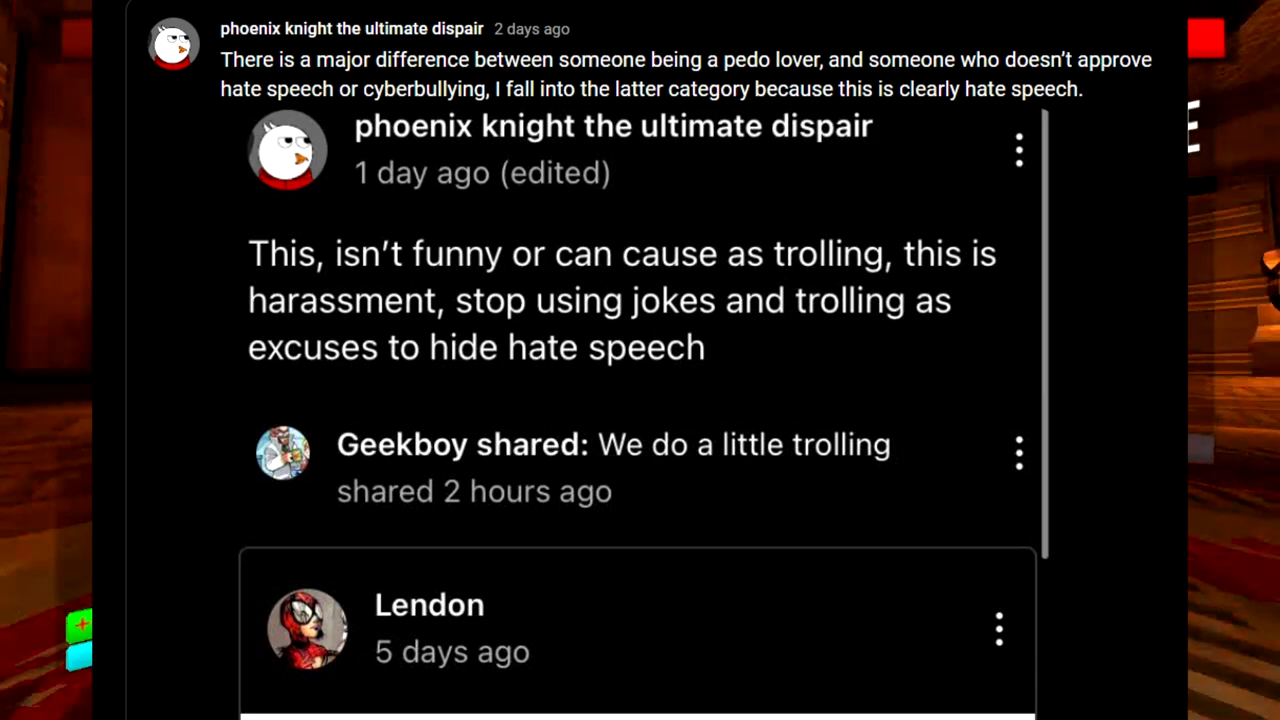 phoenix knight the ultimate dispair 2 days ago
There is a major difference between someone being a pedo lover, and someone who doesn’t approve
hate speech or cyberbullying, I fall into the latter category because this is clearly hate speech.
phoenix knight the ultimate dispair
1 day ago (edited)
This, isn’t funny or can cause as trolling, this is
harassment, stop using jokes and trolling as
excuses to hide hate speech
Geekboy shared: We do a little trolling
shared 2 hours ago
Lendon
5 days ago